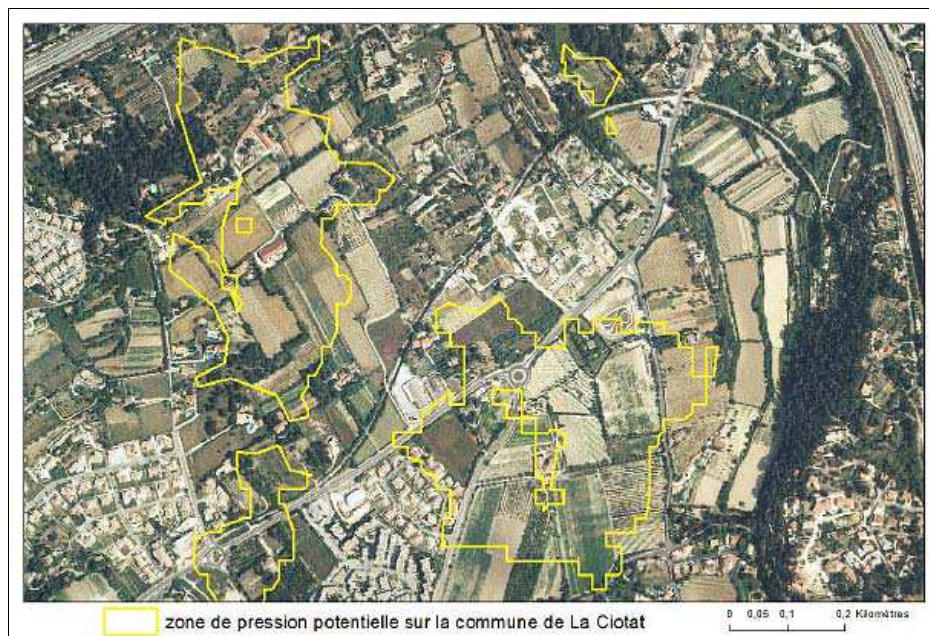 zone de pression potentielle sur la commune de La Ciotat
0 0,05 0,1 0,2 Kilomètres